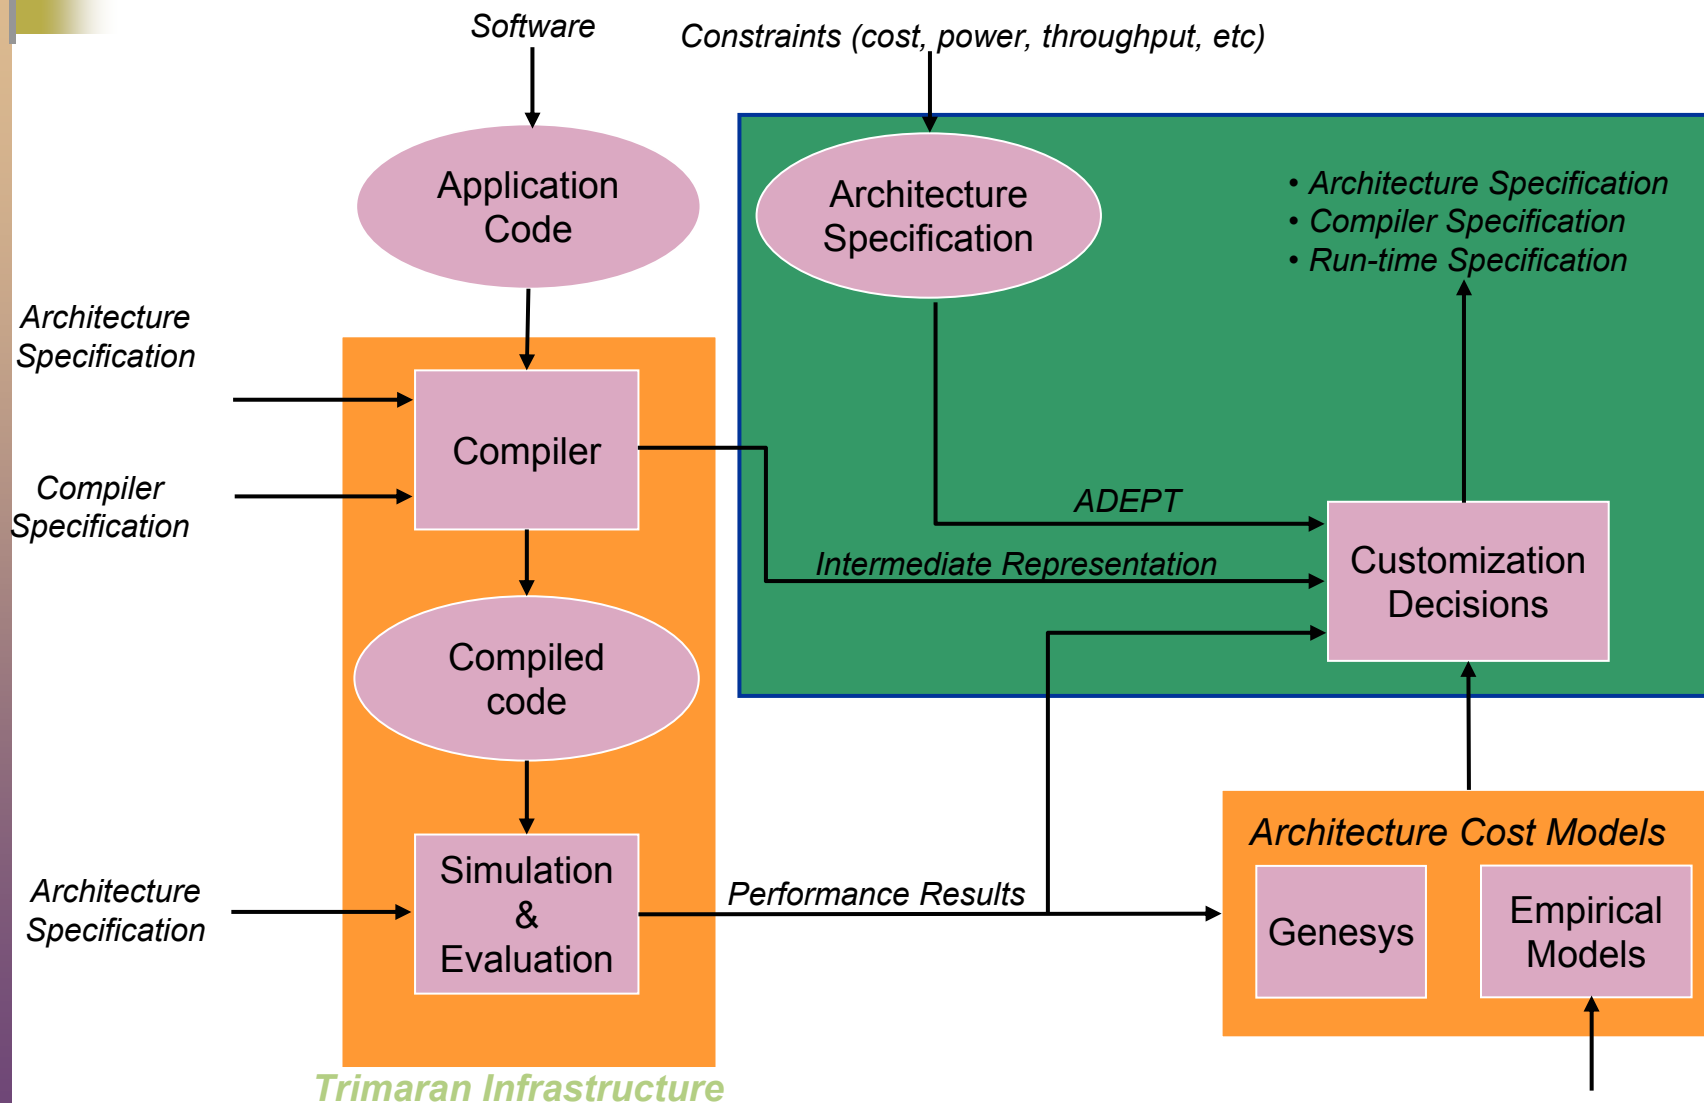 Software
Constraints (cost, power, throughput, etc)
Application
Code
Architecture
Specification
• Architecture Specification
• Compiler Specification
• Run-time Specification
Architecture
Specification
Compiler
Compiler
Specification
ADEPT
Intermediate Representation
Customization
Decisions
Compiled
code
Architecture Cost Models
Simulation
&
Evaluation
Architecture
Specification
Performance Results
Genesys
Empirical
Models
Trimaran Infrastructure